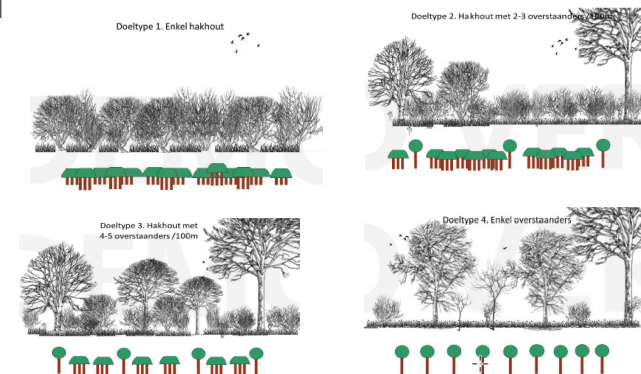 Doeltype 1. Enkel hakhout
Doeltype 2. Hakhout met 2-3 overstaanders /100m
Doeltype 3. Hakhout met
4-5 overstaanders /100m
Doeltype 4. Enkel overstaanders